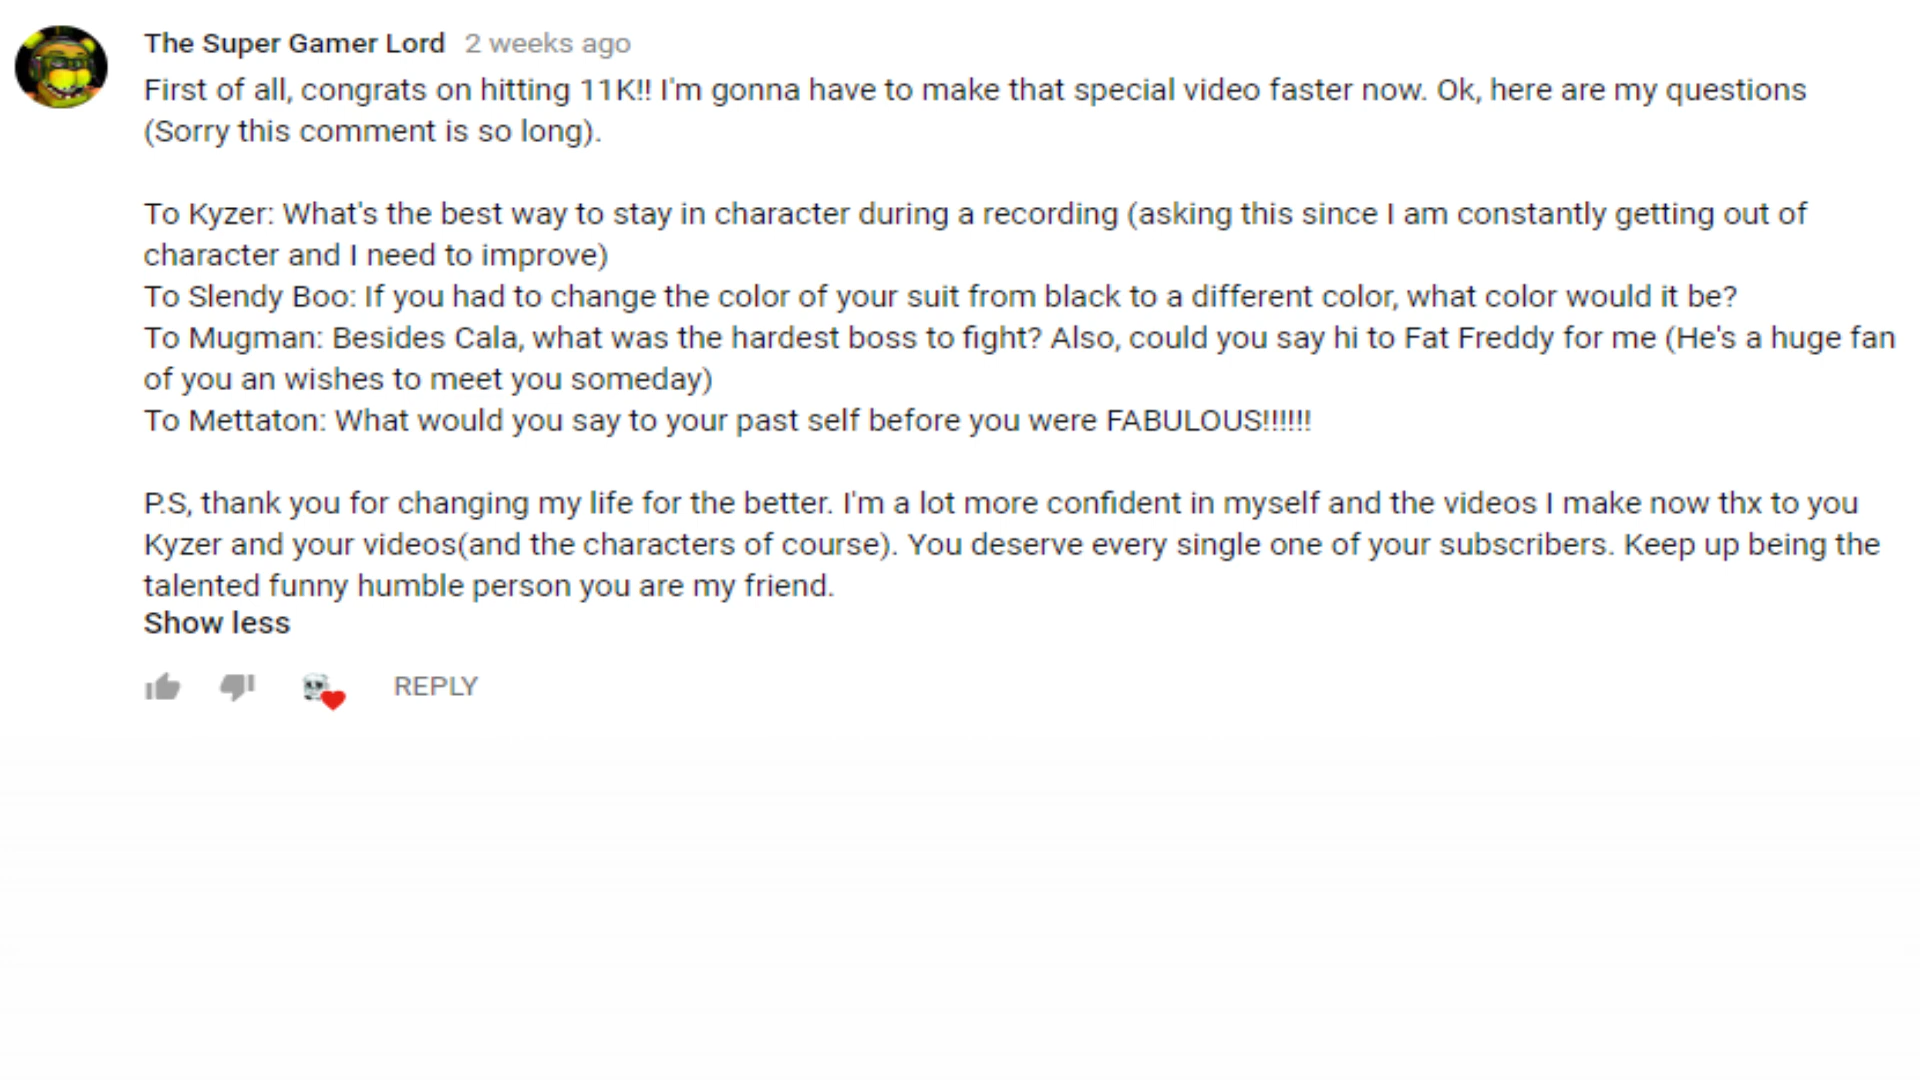 The Super Gamer Lord 2 weeks ago
First of all, congrats on hitting 11K!! I'm gonna have to make that special video faster now. Ok, here are my questions
(Sorry this comment is so long).
To Kyzer: What's the best way to stay in character during a recording (asking this since I am constantly getting out of
character and I need to improve)
To Slendy Boo: If you had to change the color of your suit from black to a different color, what color would it be?
To Mugman: Besides Cala, what was the hardest boss to fight? Also, could you say hi to Fat Freddy for me (He's a huge fan
of you an wishes to meet you someday)
To Mettaton: What would you say to your past self before you were FABULOUS!!!!!!
P.S, thank you for changing my life for the better. I'm a lot more confident in myself and the videos I make now thx to you
Kyzer and your videos(and the characters of course). You deserve every single one of your subscribers. Keep up being the
talented funny humble person you are my friend.
Show less
REPLY